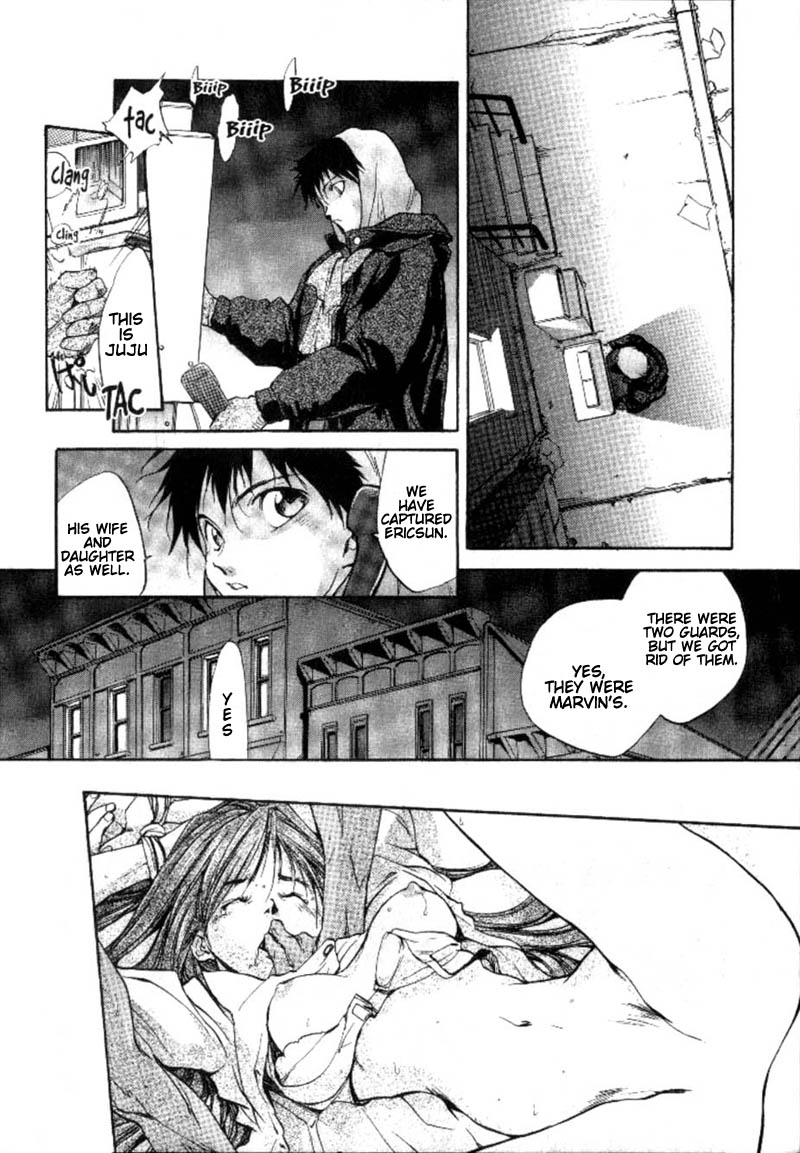 Biiip
Biiip
Biiip
tac
Clang
Cling
THIS
IS
JUJU
TAC
WE
HAVE
CAPTURED
ERICSUN.
HIS WIFE
AND
DAUGHTER
AS WELL.
THERE WERE
TWO GUARDS,
BUT WE GOT
RID OF THEM.
YES,
THEY WERE
MARVIN'S.
YES